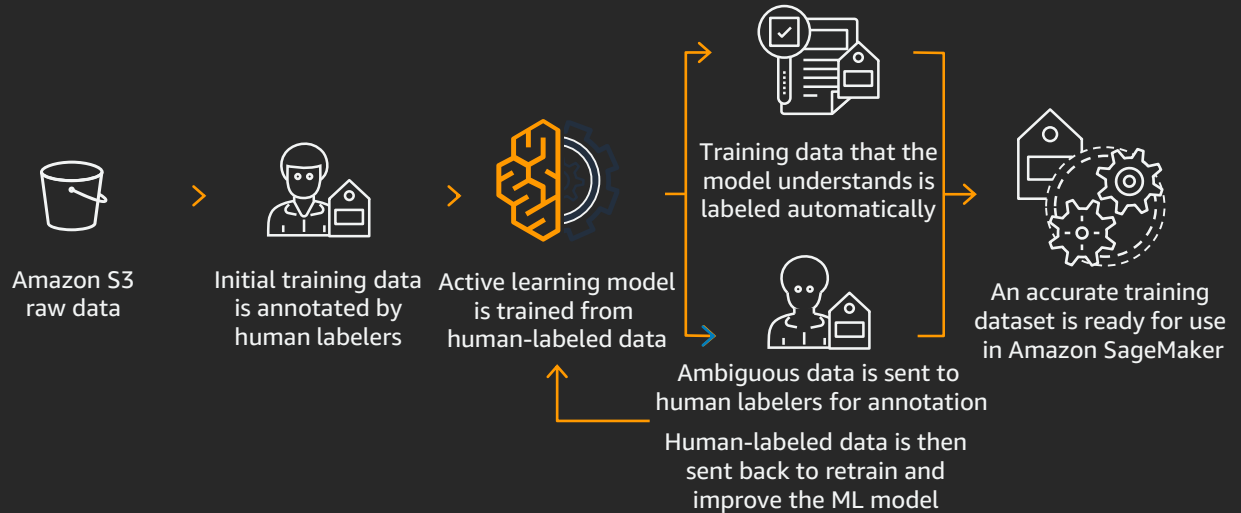 Amazon S3
raw data
Initial training data
is annotated by
human labelers
Active learning model
is trained from
human-labeled data
Training data that the
model understands is
labeled automatically
Ambiguous data is sent to
human labelers for annotation
Human-labeled data is then
sent back to retrain and
improve the ML model
An accurate training
dataset is ready for use
in Amazon SageMaker